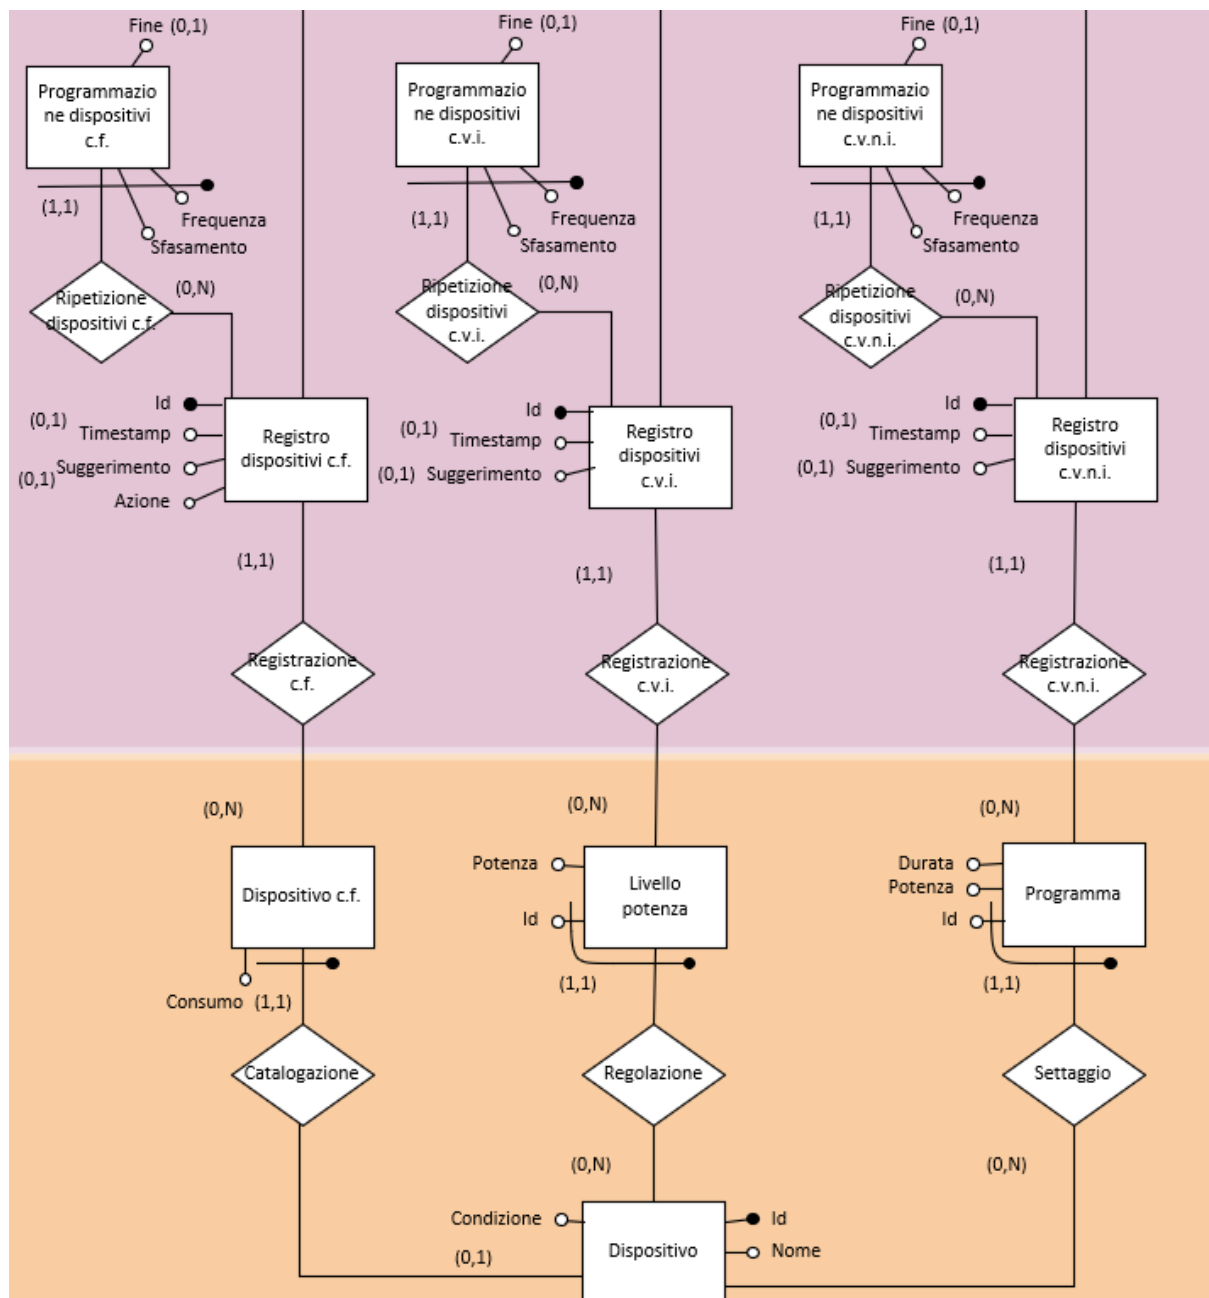 Fine (0,1)
Fine (0,1)
Fine (0,1)
Programmazio
ne dispositivi
c.f.
Programmazio
ne dispositivi
c.v.i.
Programmazio
ne dispositivi
c.v.n.i.
(1,1)
Frequenza
Sfasamento
(1,1)
Frequenza
Sfasamento
(1,1)
Frequenza
Sfasamento
Ripetizione
dispositivi c.f.
(0,N)
Ripetizione
dispositivi
c.v.i.
(0,N)
Ripetizione
dispositivi
c.v.n.i.
(0,N)
Id
(0,1) Timestamp
(0,1) Suggerimento
Azione
Registro
dispositivi c.f.
Id
(0,1) Timestamp
(0,1) Suggerimento
Registro
dispositivi
c.v.i.
Id
(0,1) Timestamp
(0,1) Suggerimento
Registro
dispositivi
c.v.n.i.
(1,1)
(1,1)
(1,1)
Registrazione
c.f.
Registrazione
c.v.i.
Registrazione
c.v.n.i.
(0,N)
(0,N)
(0,N)
Dispositivo c.f.
Consumo (1,1)
Potenza
Id
Livello
potenza
(1,1)
Durata
Potenza
Id
Programma
(1,1)
Catalogazione
Regolazione
Settaggio
(0,N)
(0,N)
Condizione
(0,1)
Dispositivo
Id
Nome